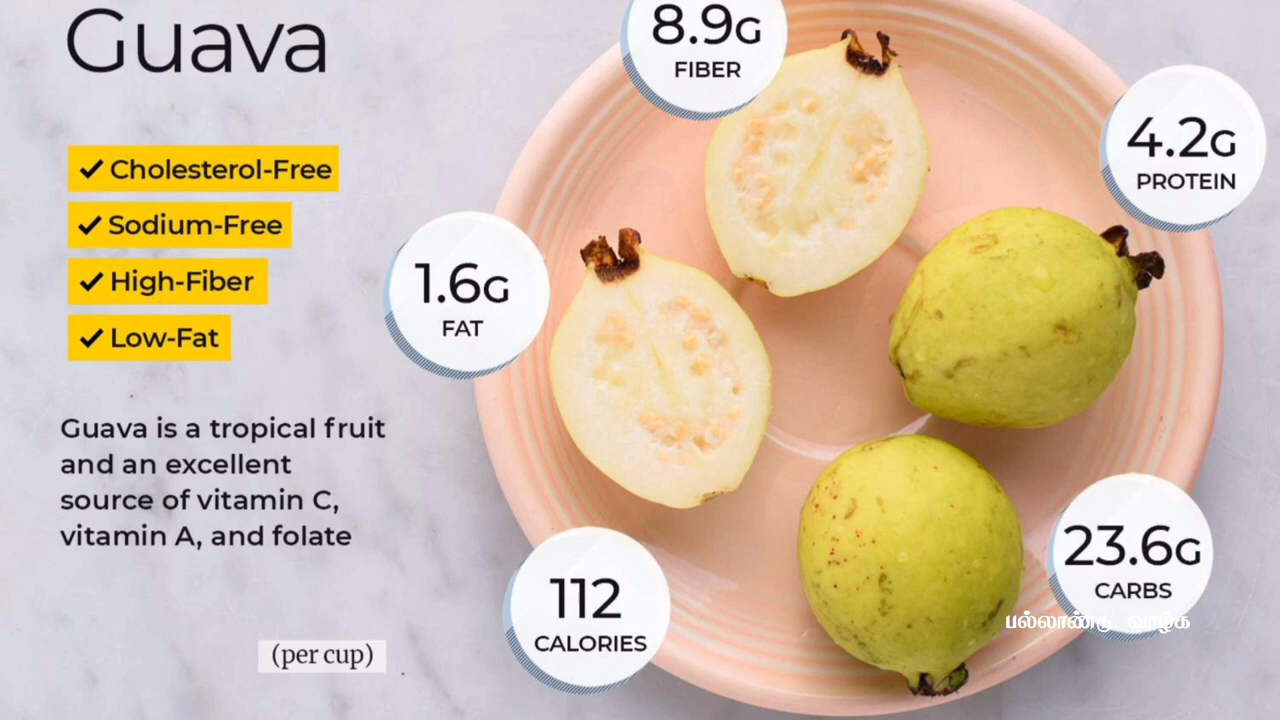 Guava
✓ Cholesterol-Free
✓ Sodium-Free
✓ High-Fiber
✓ Low-Fat
Guava is a tropical fruit
and an excellent
source of vitamin C,
vitamin A, and folate
(per cup)
8.9G
FIBER
4.2G
PROTEIN
1.6G
FAT
112
CALORIES
23.6G
CARBS
பல்லாண்டு வாழ்க